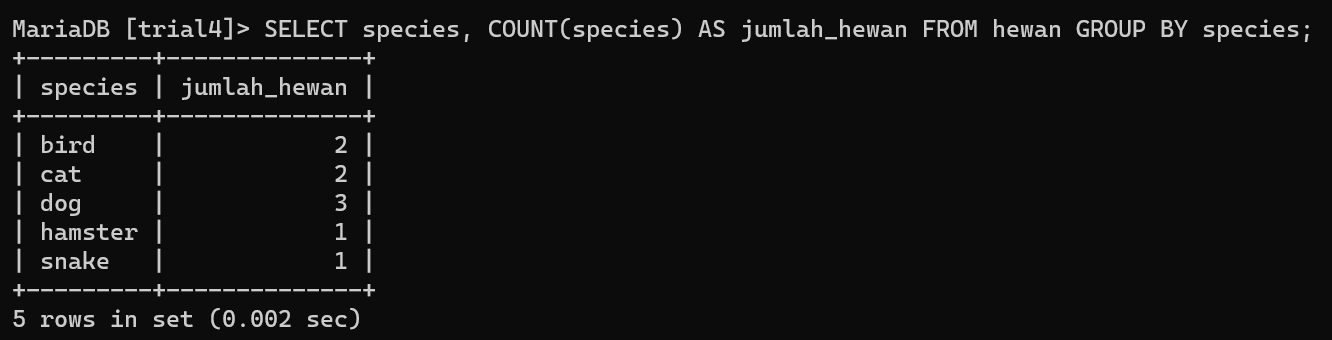 MariaDB [trial4]> SELECT species, COUNT(species) AS jumlah_hewan FROM hewan GROUP BY species;
+---------+--------------+
| species | jumlah_hewan |
+---------+--------------+
| bird    |            2 |
| cat     |            2 |
| dog     |            3 |
| hamster |            1 |
| snake   |            1 |
+---------+--------------+
5 rows in set (0.002 sec)